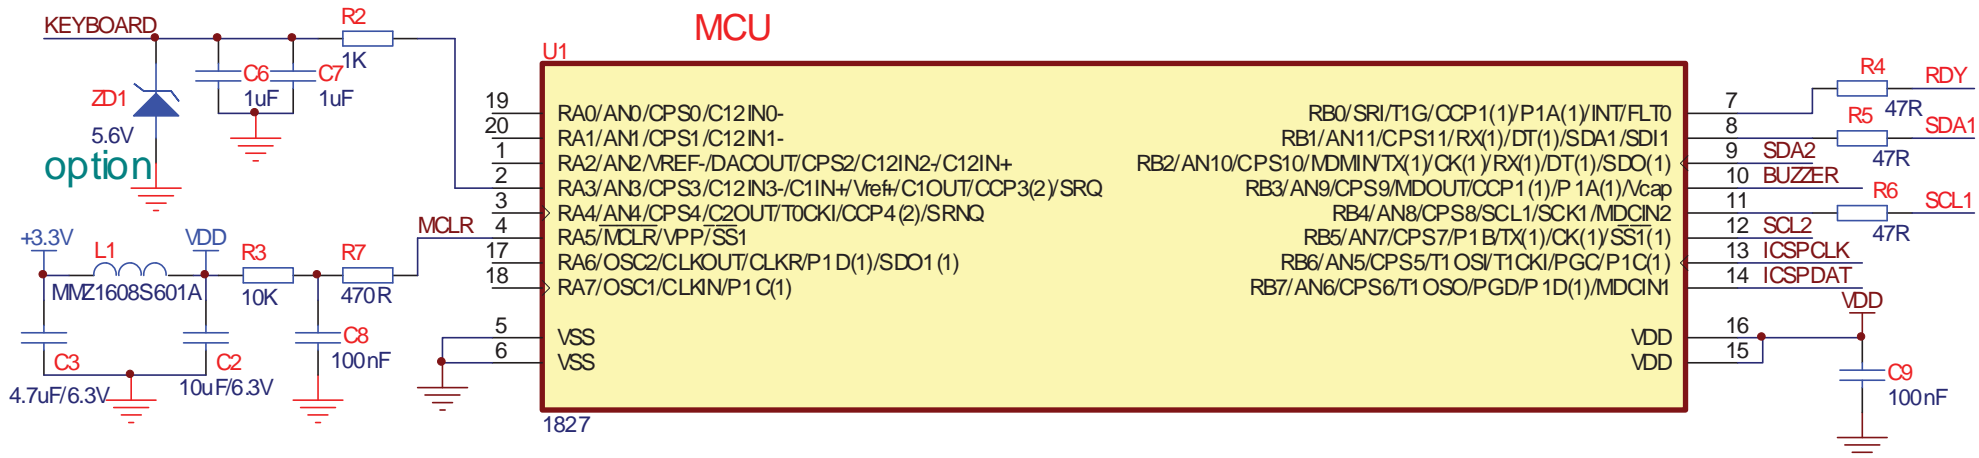 MCU
KEYBOARD
R2
1K
C6
1uF
C7
1uF
ZD1
5.6V
option
+3.3V
L1
MMZ1608S601A
VDD
R3
10K
R7
470R
MCLR
C3
4.7uF/6.3V
C2
10uF/6.3V
C8
100nF
U1
19 RA0/AN0/CPS0/C12IN0-
20 RA1/AN1/CPS1/C12IN1-
1 RA2/AN2/VREF-/DACOUT/CPS2/C12IN2-/C12IN+
2 RA3/AN3/CPS3/C12IN3-/C1IN+/Vref+/C1OUT/CCP3(2)/SRQ
3 RA4/AN4/CPS4/C2OUT/T0CKI/CCP4(2)/SRNQ
4 RA5/MCLR/VPP/SS1
17 RA6/OSC2/CLKOUT/CLKR/P1D(1)/SDO1(1)
18 RA7/OSC1/CLKIN/P1C(1)
5 VSS
6 VSS
1827
RB0/SRI/T1G/CCP1(1)/P1A(1)/INT/FLT0 7
RB1/AN11/CPS11/RX(1)/DT(1)/SDA1/SDI1 8
RB2/AN10/CPS10/MDMIN/TX(1)/CK(1)/RX(1)/DT(1)/SDO(1) 9 SDA2
RB3/AN9/CPS9/MDOUT/CCP1(1)/P1A(1)/Vcap 10 BUZZER
RB4/AN8/CPS8/SCL1/SCK1/MDCIN2 11
RB5/AN7/CPS7/P1B/TX(1)/CK(1)/SS1(1) 12 SCL2
RB6/AN5/CPS5/T1OSI/T1CKI/PGC/P1C(1) 13 ICSPCLK
RB7/AN6/CPS6/T1OSO/PGD/P1D(1)/MDCIN1 14 ICSPDAT
VDD 16
VDD 15
R4
47R
RDY
R5
47R
SDA1
R6
47R
SCL1
VDD
C9
100nF